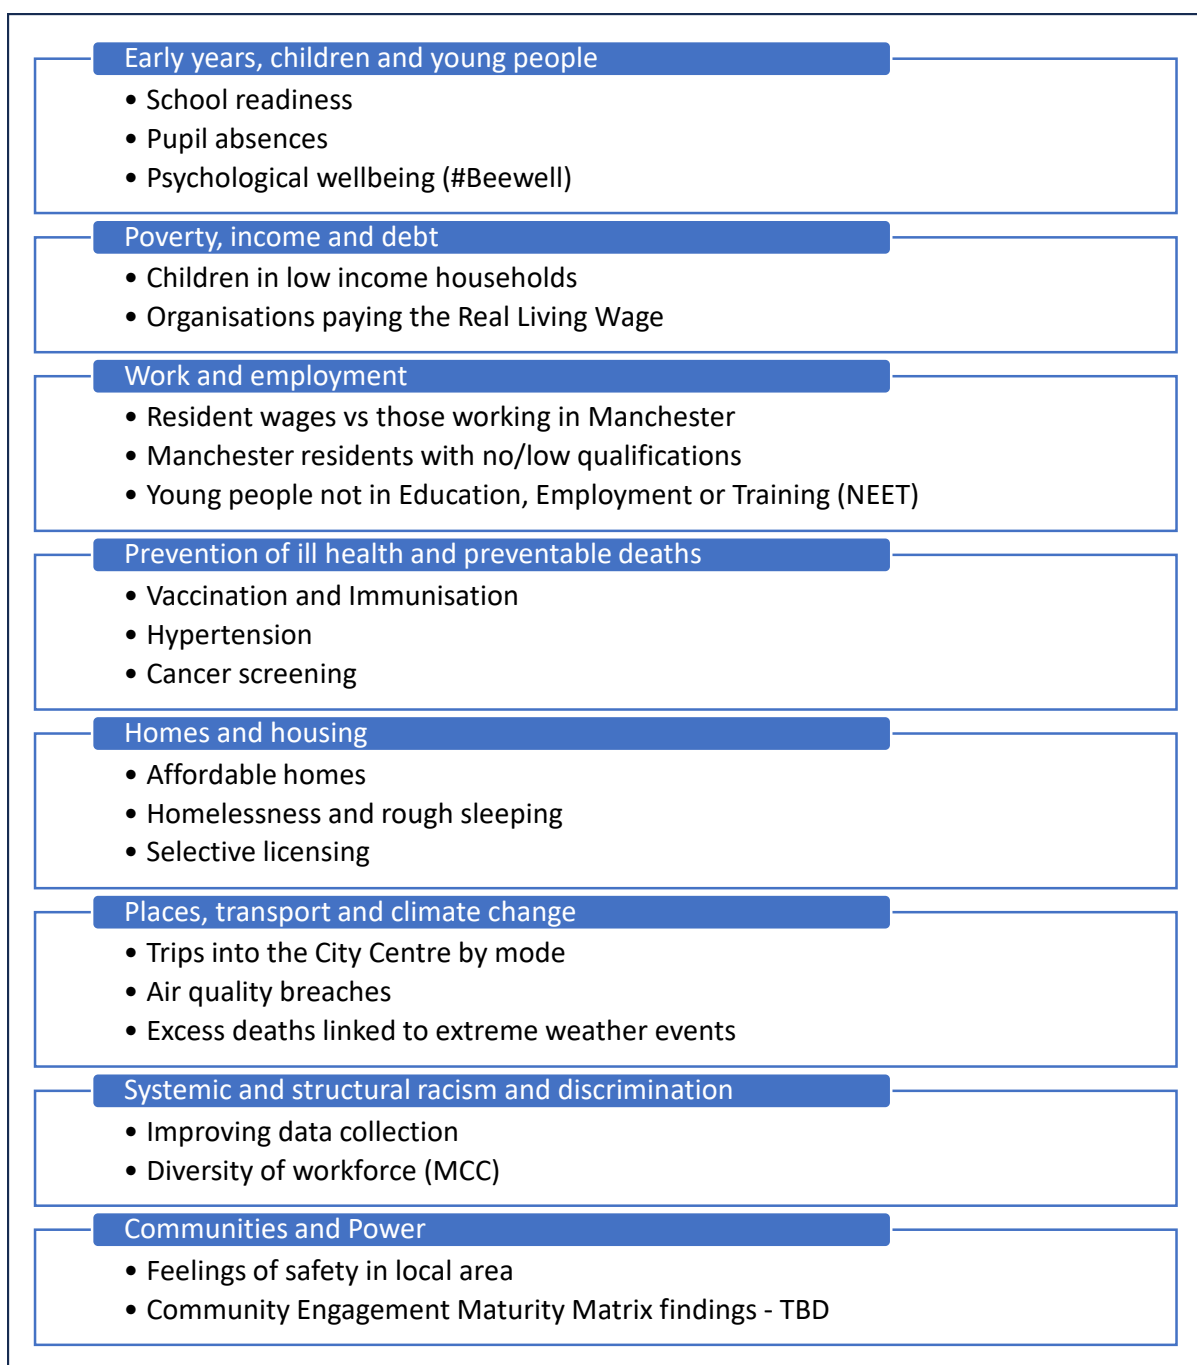 Early years, children and young people
• School readiness
• Pupil absences
• Psychological wellbeing (#Beewell)
Poverty, income and debt
• Children in low income households
• Organisations paying the Real Living Wage
Work and employment
• Resident wages vs those working in Manchester
• Manchester residents with no/low qualifications
• Young people not in Education, Employment or Training (NEET)
Prevention of ill health and preventable deaths
• Vaccination and Immunisation
• Hypertension
• Cancer screening
Homes and housing
• Affordable homes
• Homelessness and rough sleeping
• Selective licensing
Places, transport and climate change
• Trips into the City Centre by mode
• Air quality breaches
• Excess deaths linked to extreme weather events
Systemic and structural racism and discrimination
• Improving data collection
• Diversity of workforce (MCC)
Communities and Power
• Feelings of safety in local area
• Community Engagement Maturity Matrix findings - TBD